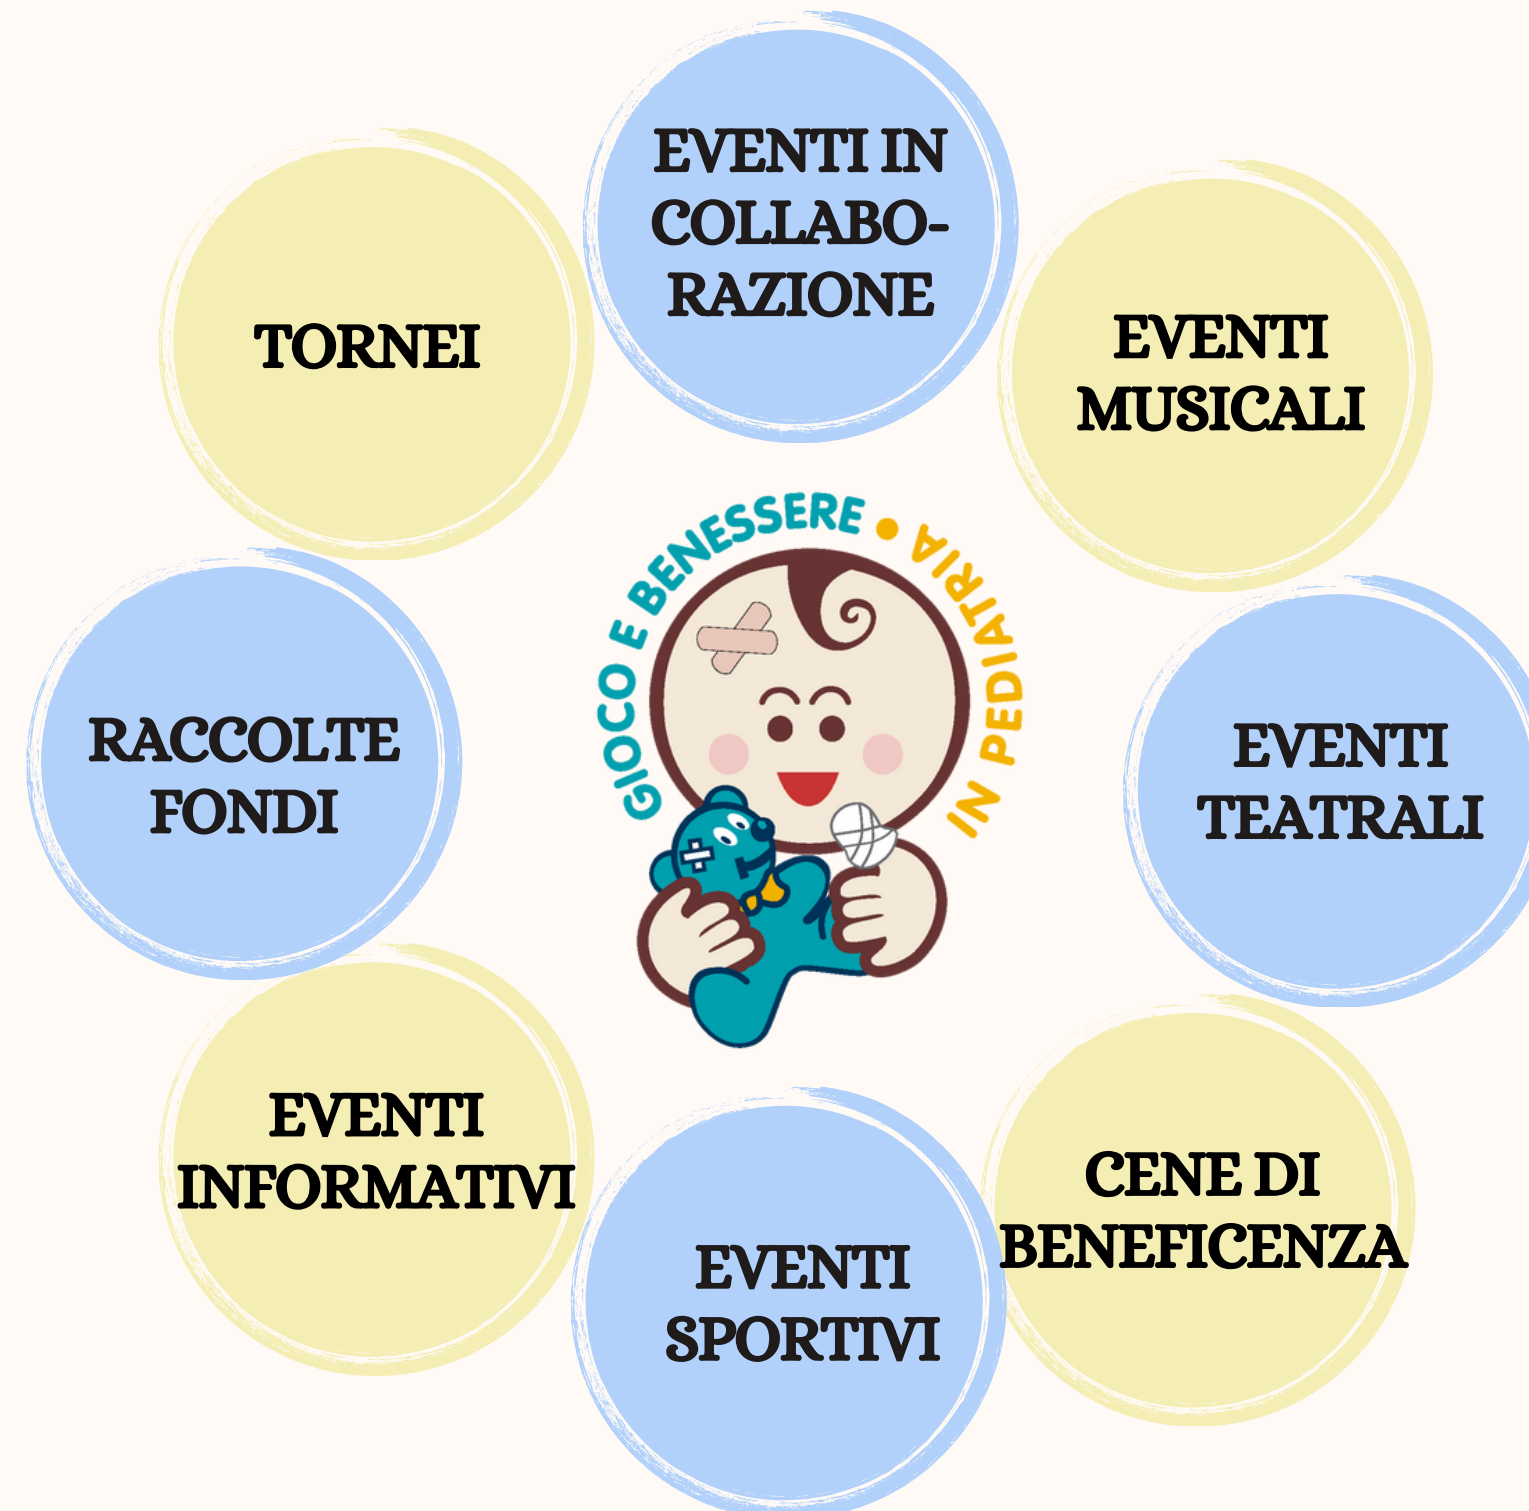 EVENTI IN
COLLABO-
RAZIONE
TORNEI
EVENTI
MUSICALI
GIOCO E BENESSERE • IN PEDIATRIA
RACCOLTE
FONDI
EVENTI
TEATRALI
EVENTI
INFORMATIVI
CENE DI
BENEFICENZA
EVENTI
SPORTIVI